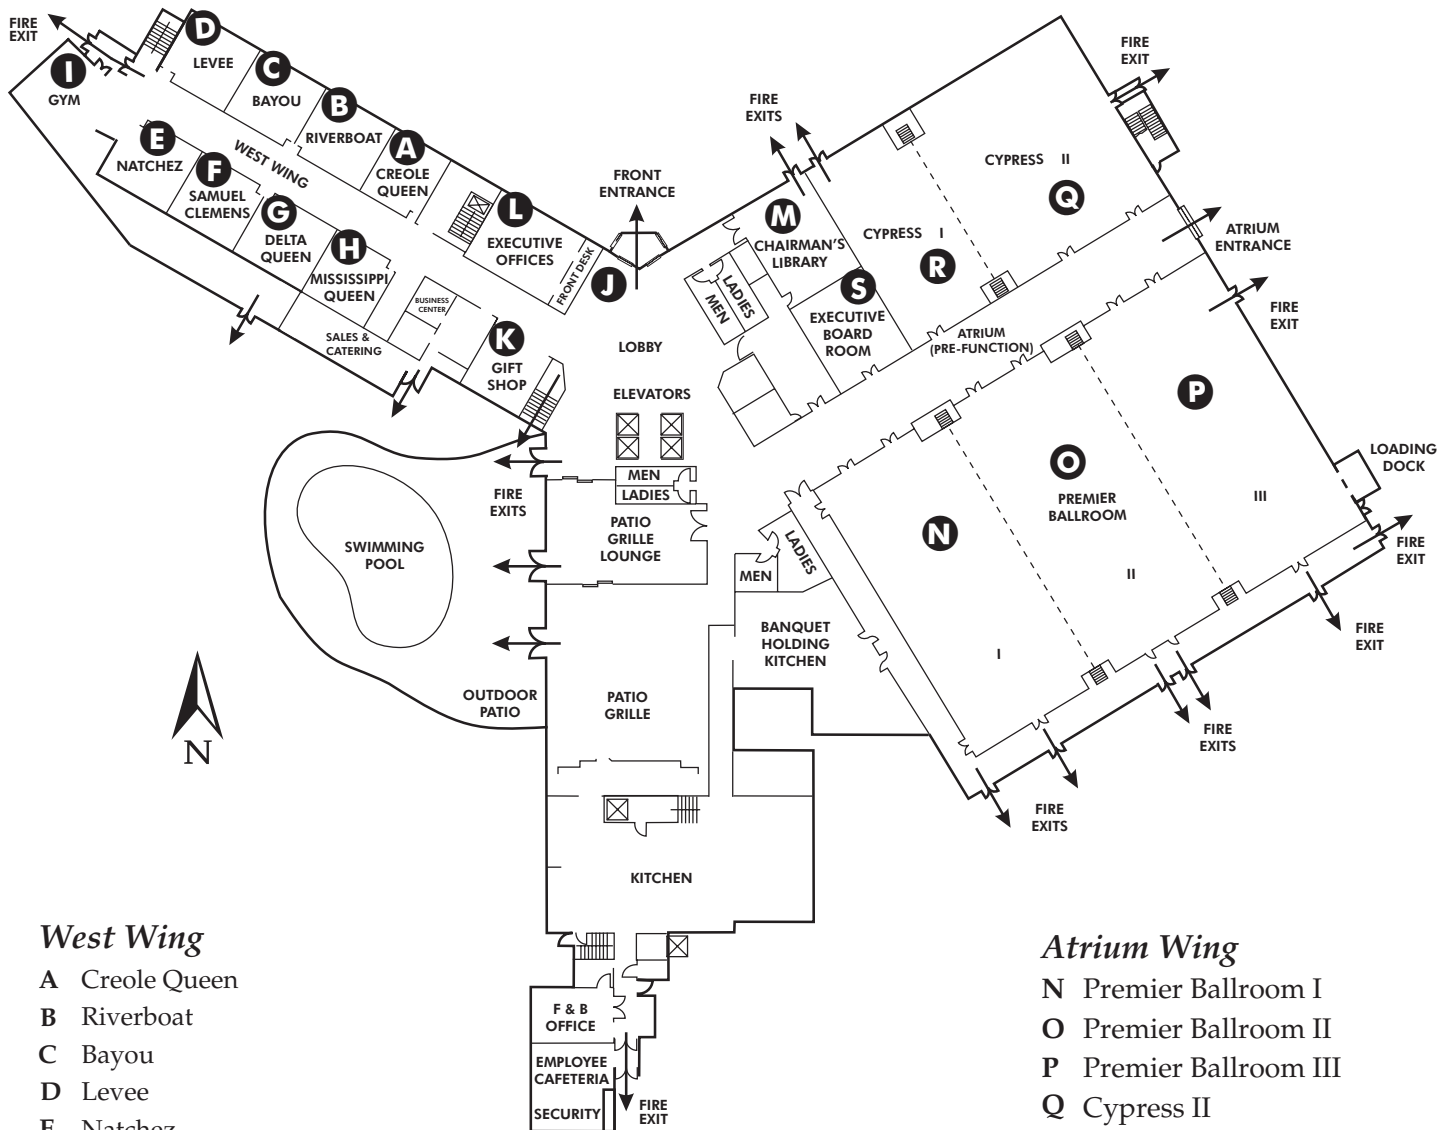 FIRE
EXIT
D
LEVEE
I
GYM
C
BAYOU
B
RIVERBOAT
A
CREOLE
QUEEN
E
NATCHEZ
WEST WING
F
SAMUEL
CLEMENS
G
DELTA
QUEEN
H
MISSISSIPPI
QUEEN
L
EXECUTIVE
OFFICES
FRONT DESK
J
FRONT
ENTRANCE
FIRE
EXITS
FIRE
EXIT
CYPRESS II
Q
M
CHAIRMAN'S
LIBRARY
CYPRESS I
R
S
EXECUTIVE
BOARD
ROOM
LADIES
MEN
ATRIUM
ENTRANCE
FIRE
EXIT
ATRIUM
(PRE-FUNCTION)
BUSINESS
CENTER
SALES &
CATERING
K
GIFT
SHOP
LOBBY
ELEVATORS
MEN
LADIES
FIRE
EXITS
PATIO
GRILLE
LOUNGE
SWIMMING
POOL
P
O
PREMIER
BALLROOM
N
I
II
III
LOADING
DOCK
FIRE
EXIT
FIRE
EXIT
FIRE
EXITS
FIRE
EXITS
LADIES
MEN
BANQUET
HOLDING
KITCHEN
OUTDOOR
PATIO
PATIO
GRILLE
N
KITCHEN
F & B
OFFICE
EMPLOYEE
CAFETERIA
SECURITY
FIRE
EXIT
West Wing
A Creole Queen
B Riverboat
C Bayou
D Levee
E Natchez
Atrium Wing
N Premier Ballroom I
O Premier Ballroom II
P Premier Ballroom III
Q Cypress II